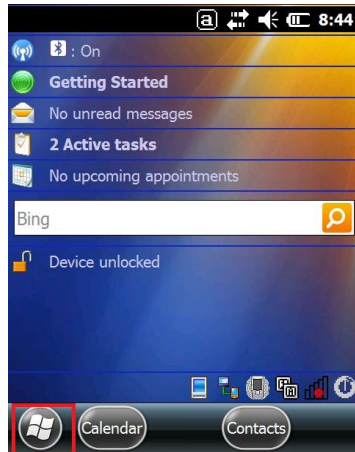 a 8:44
: On
Getting Started
No unread messages
2 Active tasks
No upcoming appointments
Bing
Device unlocked
Calendar Contacts